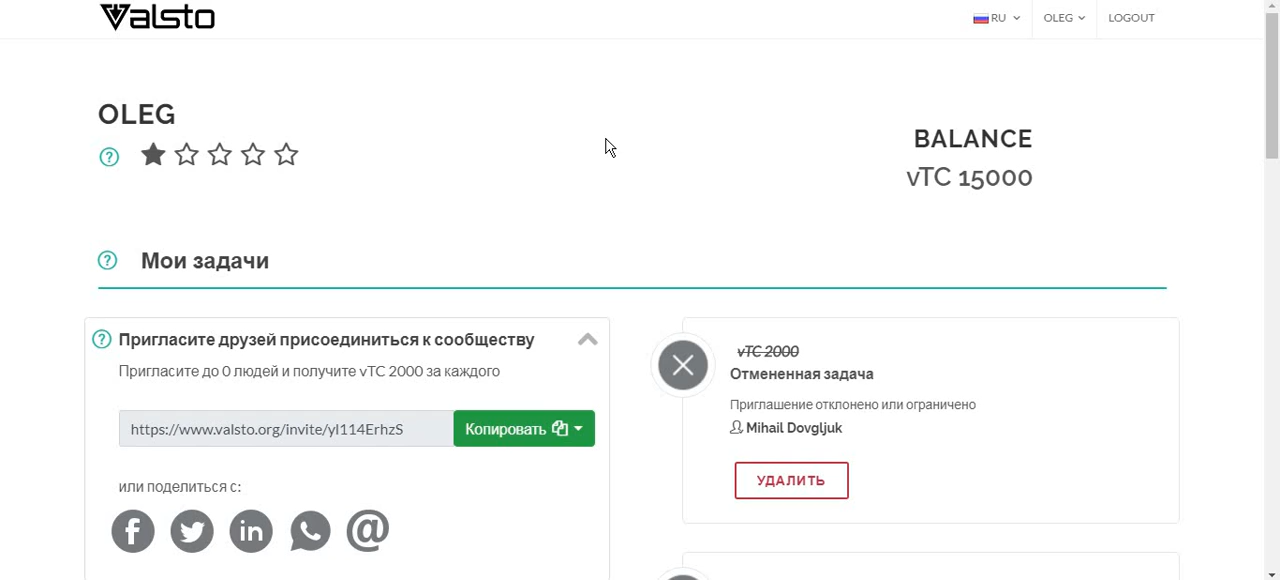 Valsto
RU
OLEG
LOGOUT
OLEG
BALANCE
vTC 15000
Мои задачи
Пригласите друзей присоединиться к сообществу
Пригласите до 0 людей и получите vTC 2000 за каждого
https://www.valsto.org/invite/yl114ErhzS
Копировать
или поделиться с:
vTC 2000
Отмененная задача
Приглашение отклонено или ограничено
Mihail Dovgljuk
УДАЛИТЬ